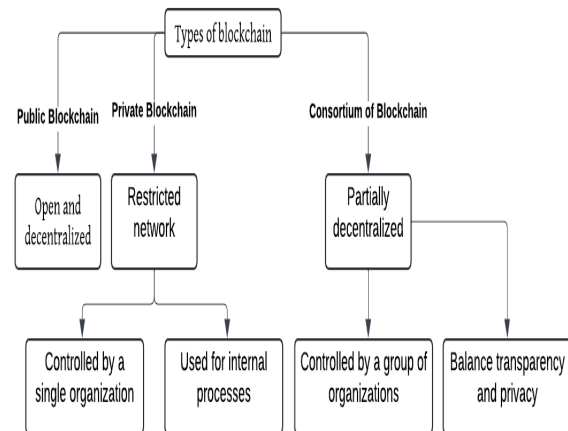 Types of blockchain
Public Blockchain
Private Blockchain
Consortium of Blockchain
Open and
decentralized
Restricted
network
Partially
decentralized
Controlled by a
single organization
Used for internal
processes
Controlled by a group of
organizations
Balance transparency
and privacy